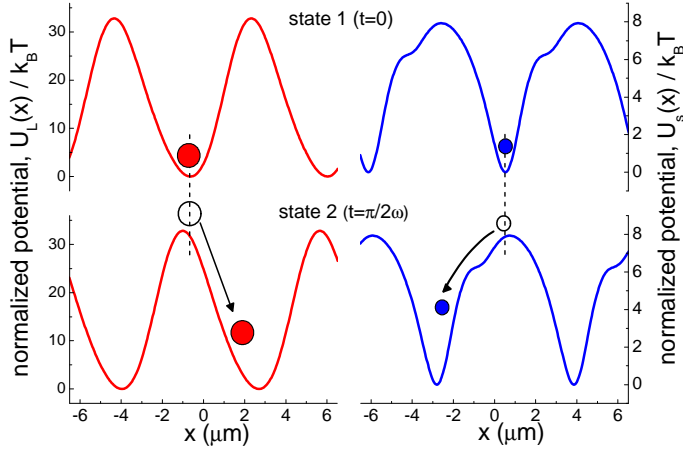 state 1 (t=0)
normalized potential, U_L(x) / k_BT
30
20
10
0
8
6
4
2
0
normalized potential, U_s(x) / k_BT
state 2 (t=π/2ω)
30
20
10
0
8
6
4
2
0
-6 -4 -2 0 2 4 6
-6 -4 -2 0 2 4 6
x (μm)
x (μm)